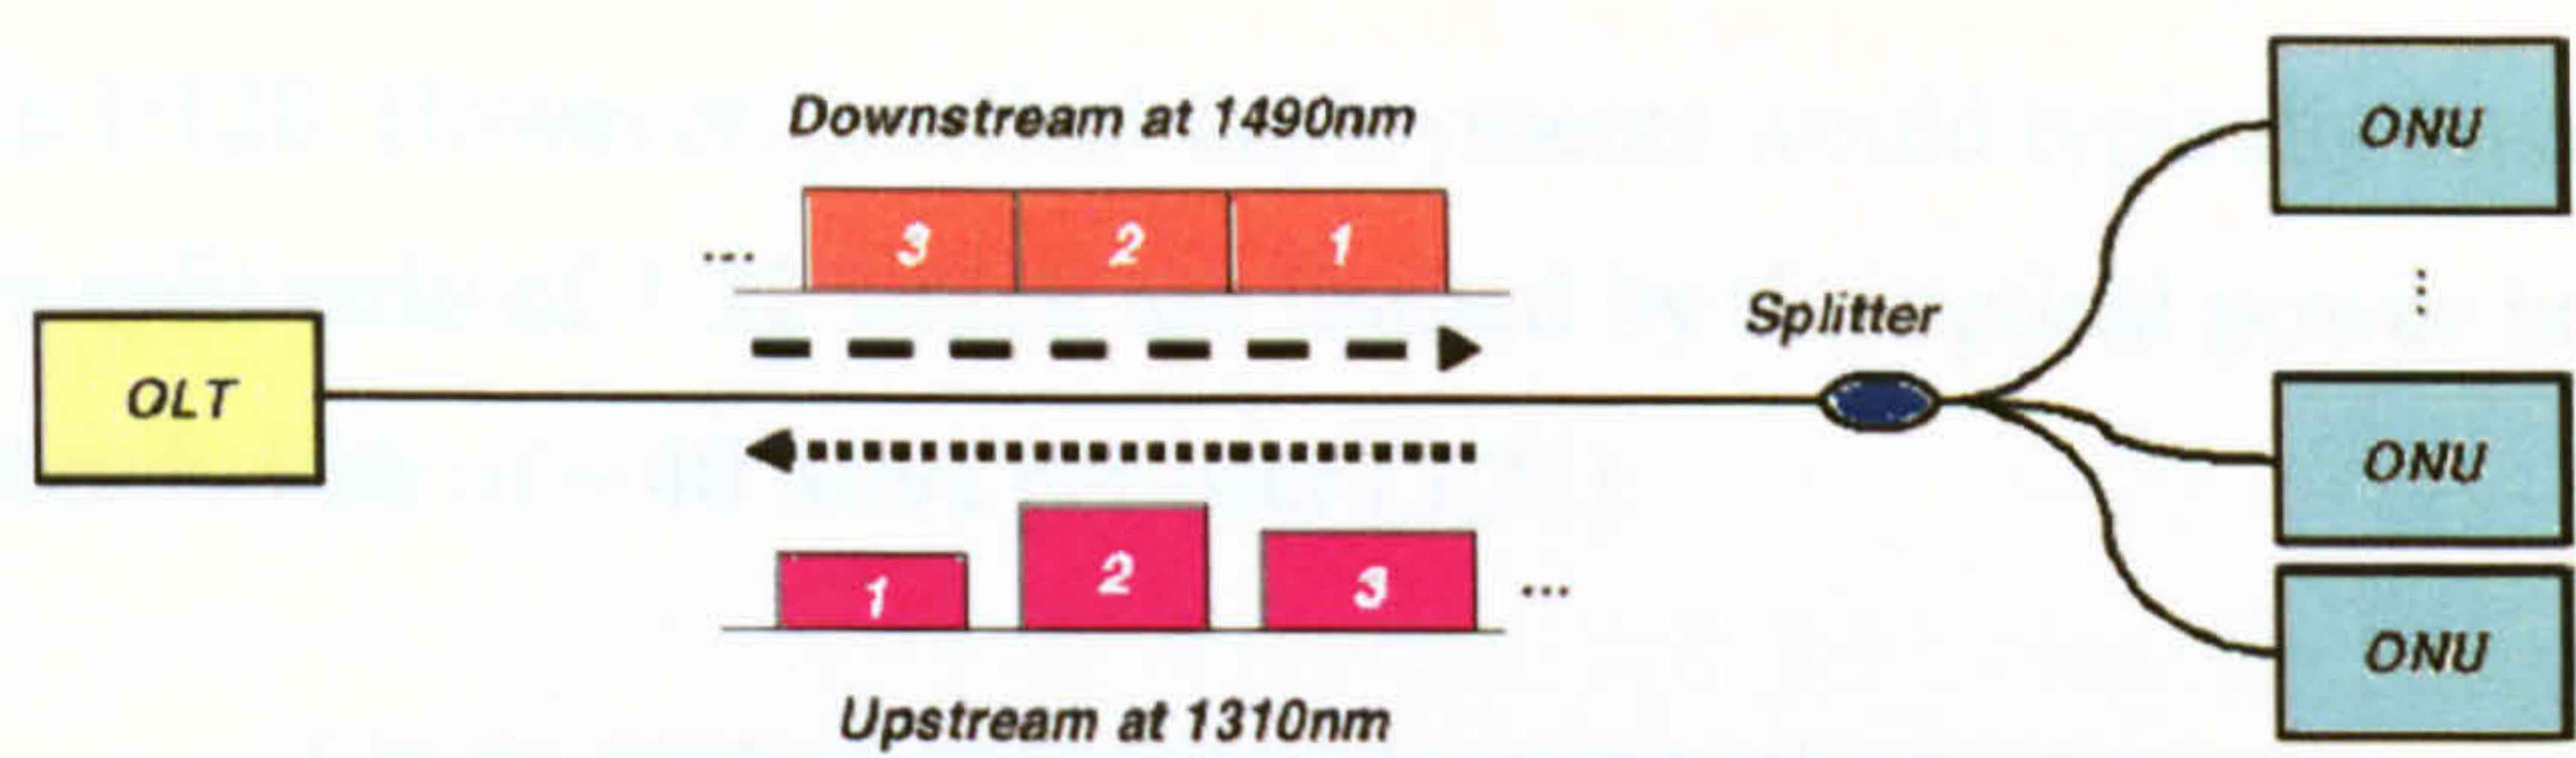 Downstream at 1490nm
... 3 2 1
OLT
Splitter
ONU
⋮
ONU
ONU
1 2 3 ...
Upstream at 1310nm